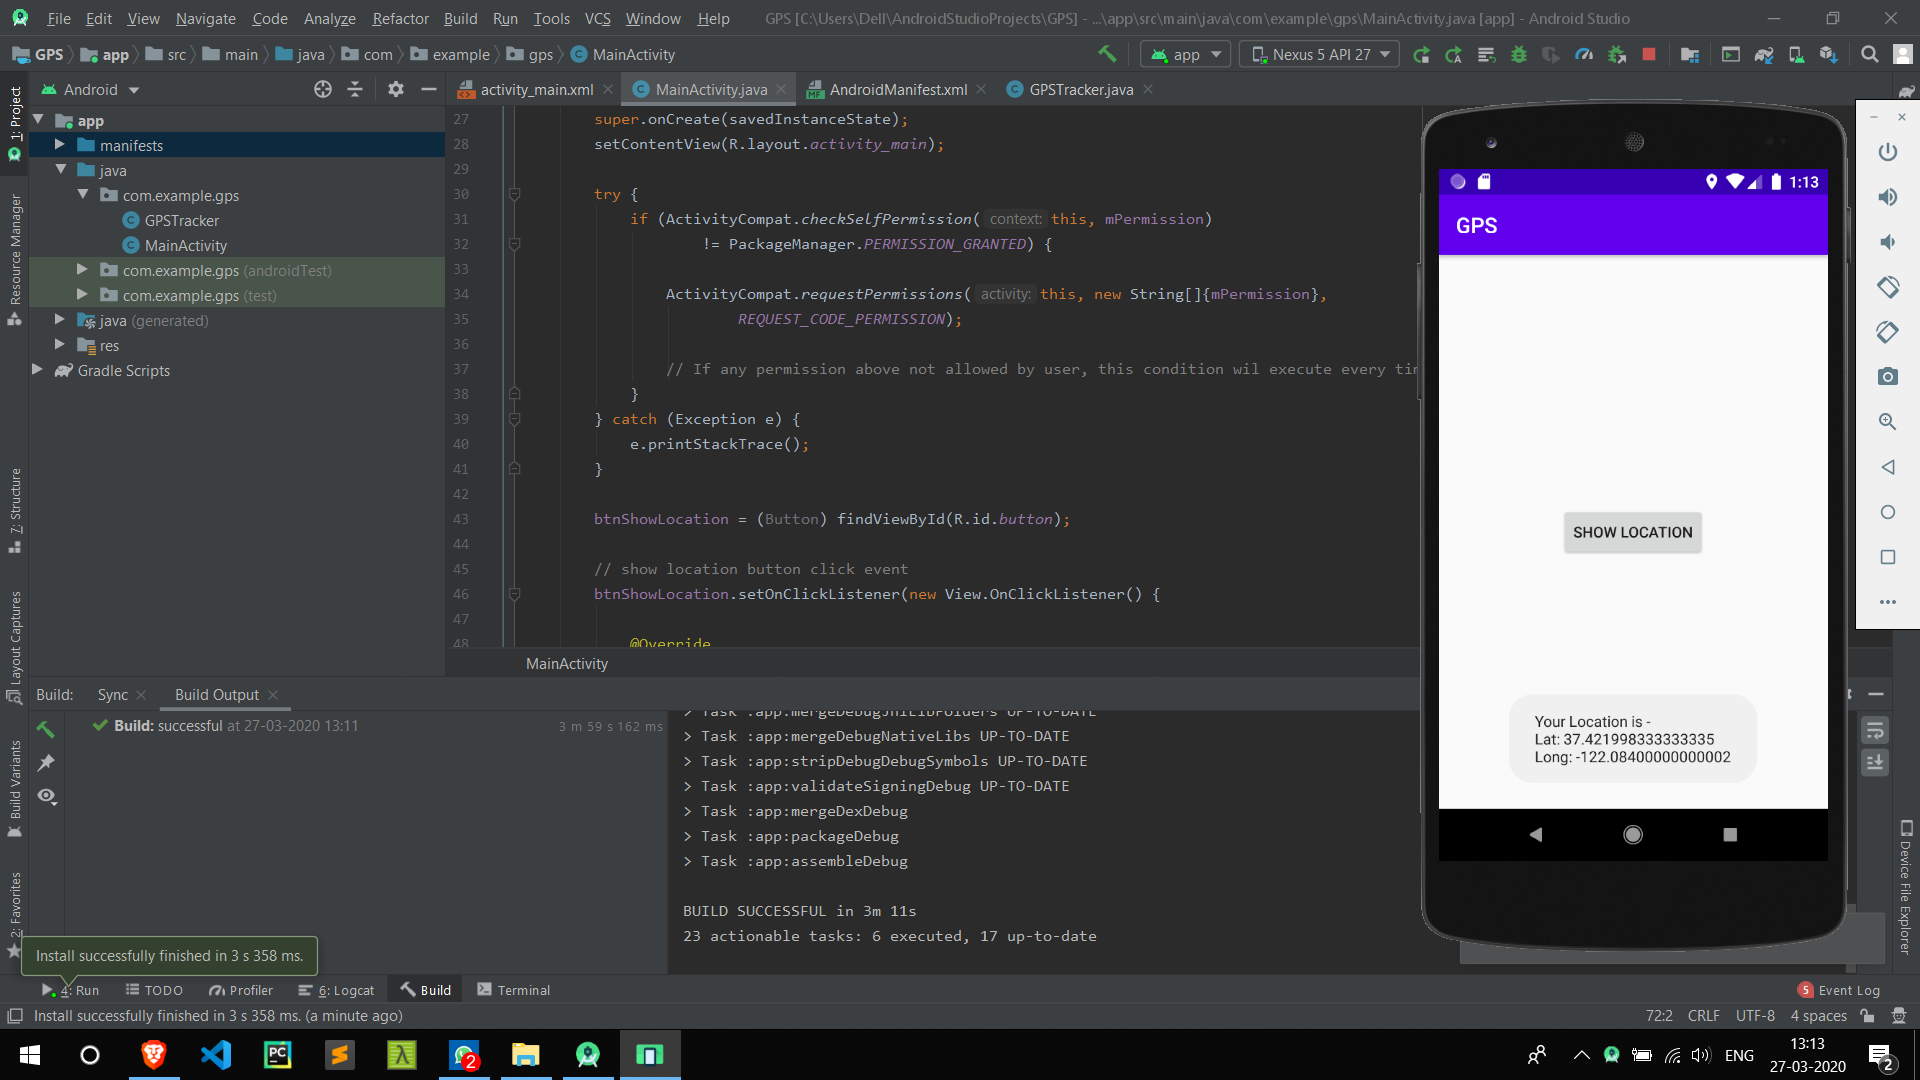 File Edit View Navigate Code Analyze Refactor Build Run Tools VCS Window Help GPS [C:\Users\Dell\AndroidStudioProjects\GPS] - ...\app\src\main\java\com\example\gps\MainActivity.java [app] - Android Studio
GPS app src main java com example gps MainActivity app Nexus 5 API 27
Android activity_main.xml MainActivity.java AndroidManifest.xml GPSTracker.java
1: Project
Resource Manager
7: Structure
Layout Captures
Build Variants
2: Favorites
app
manifests
java
com.example.gps
GPSTracker
MainActivity
com.example.gps (androidTest)
com.example.gps (test)
java (generated)
res
Gradle Scripts
27 super.onCreate(savedInstanceState);
28 setContentView(R.layout.activity_main);
29
30 try {
31 if (ActivityCompat.checkSelfPermission( context: this, mPermission)
32 != PackageManager.PERMISSION_GRANTED) {
33
34 ActivityCompat.requestPermissions( activity: this, new String[]{mPermission},
35 REQUEST_CODE_PERMISSION);
36
37 // If any permission above not allowed by user, this condition wil execute every
38 }
39 } catch (Exception e) {
40 e.printStackTrace();
41 }
42
43 btnShowLocation = (Button) findViewById(R.id.button);
44
45 // show location button click event
46 btnShowLocation.setOnClickListener(new View.OnClickListener() {
47
48 @Override
MainActivity
1:13
GPS
SHOW LOCATION
Your Location is -
Lat: 37.421998333333335
Long: -122.08400000000002
Build: Sync Build Output
Build: successful at 27-03-2020 13:11 3 m 59 s 162 ms
> Task :app:mergeDebugJniLibFolders UP-TO-DATE
> Task :app:mergeDebugNativeLibs UP-TO-DATE
> Task :app:stripDebugDebugSymbols UP-TO-DATE
> Task :app:validateSigningDebug UP-TO-DATE
> Task :app:mergeDexDebug
> Task :app:packageDebug
> Task :app:assembleDebug
BUILD SUCCESSFUL in 3m 11s
23 actionable tasks: 6 executed, 17 up-to-date
Device File Explorer
Install successfully finished in 3 s 358 ms.
4: Run TODO Profiler 6: Logcat Build Terminal 5 Event Log
Install successfully finished in 3 s 358 ms. (a minute ago) 72:2 CRLF UTF-8 4 spaces
PC 2 ENG 13:13
27-03-2020 2